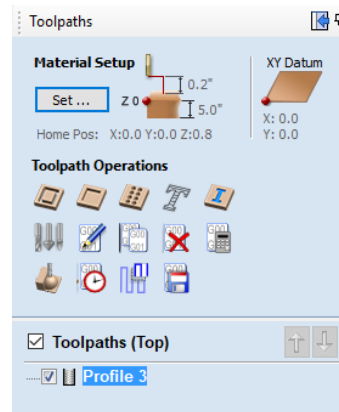 Toolpaths
Material Setup
XY Datum
0.2"
Set ...
Z 0
5.0"
X: 0.0
Home Pos: X:0.0 Y:0.0 Z:0.8
Y: 0.0
Toolpath Operations
Toolpaths (Top)
Profile 3